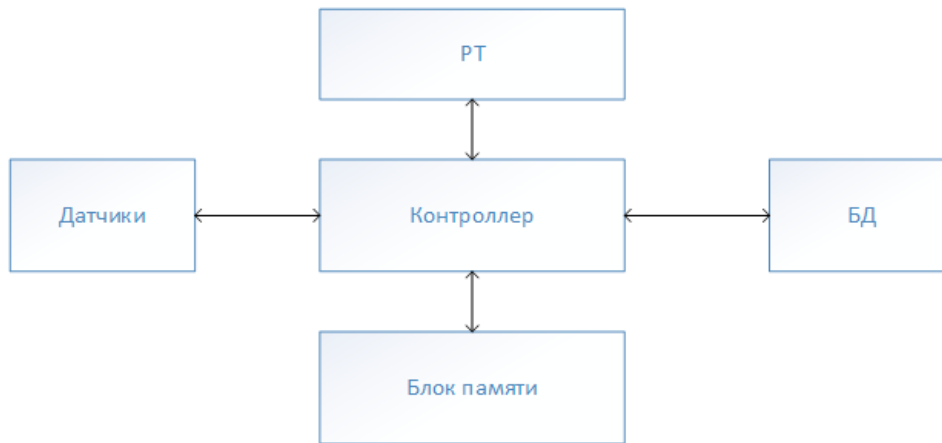 РТ
Датчики
Контроллер
БД
Блок памяти